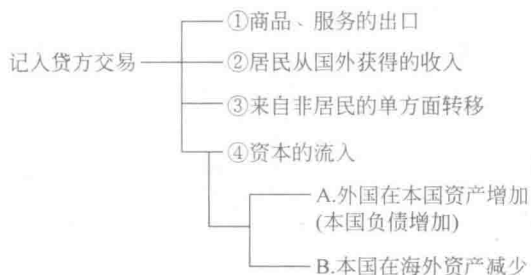 ①商品、服务的出口
记入贷方交易
②居民从国外获得的收入
③来自非居民的单方面转移
④资本的流入
A.外国在本国资产增加
(本国负债增加)
B.本国在海外资产减少